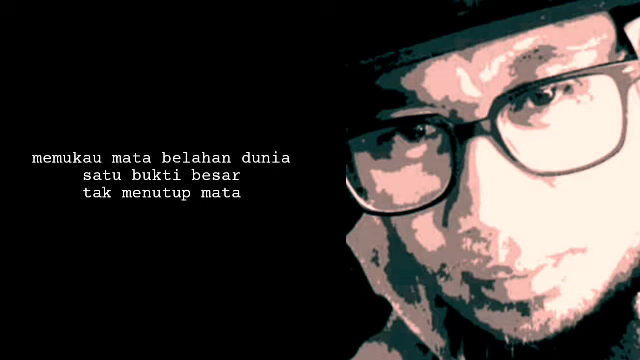 memukau mata belahan dunia
satu bukti besar
tak menutup mata